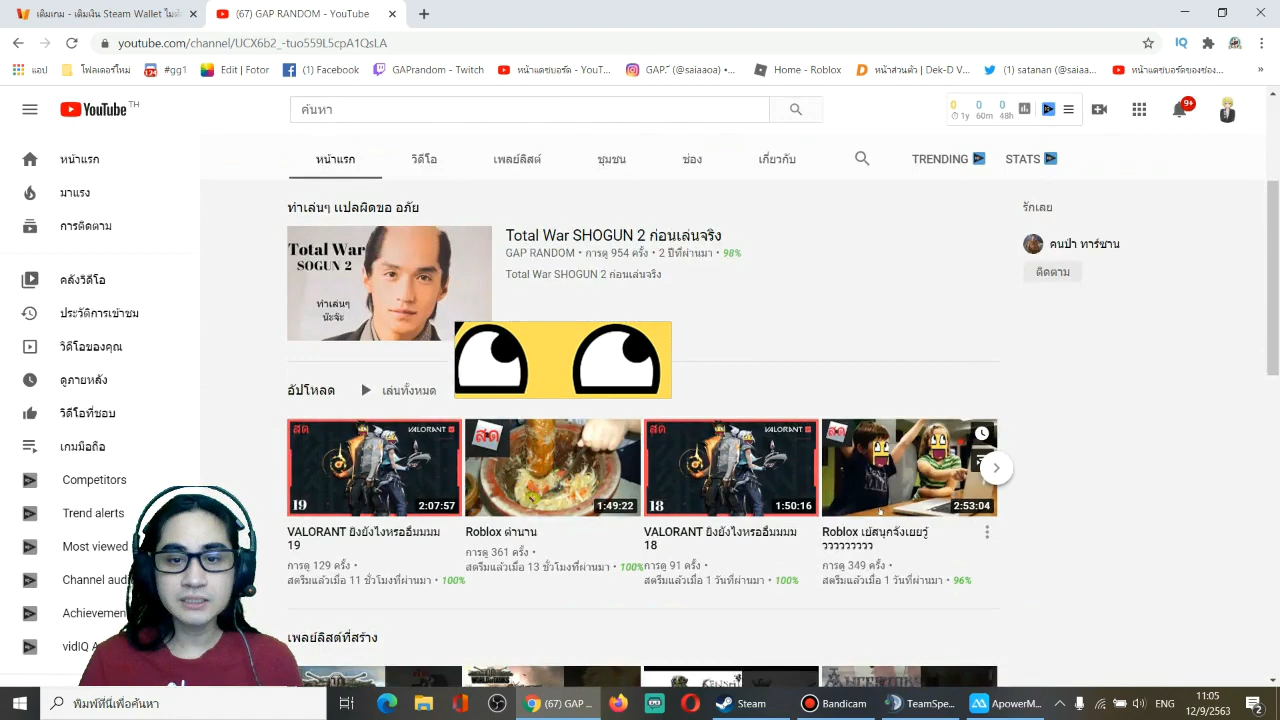 เติมเกม - เติมเงิน Steam Wallet ไม่ต้
(67) GAP RANDOM - YouTube
youtube.com/channel/UCX6b2_-tuo559L5cpA1QsLA
แอป
โฟลเดอร์ใหม่
#gg1
Edit | Fotor
(1) Facebook
GAPrandom - Twitch
หน้าแดชบอร์ด - YouT...
GAP." (@saiaaoa) •...
Home - Roblox
หน้าส่วนตัว | Dek-D V...
(1) satanan (@saiaa...
หน้าแดชบอร์ดของช่อง...
»
YouTube TH
ค้นหา
0 0 0
1y 60m 48h
9+
หน้าแรก
มาแรง
การติดตาม
คลังวิดีโอ
ประวัติการเข้าชม
วิดีโอของคุณ
ดูภายหลัง
วิดีโอที่ชอบ
เกมมือถือ
Competitors
Trend alerts
Most viewed
Channel audi
Achievemen
vidIQ A
หน้าแรก วิดีโอ เพลย์ลิสต์ ชุมชน ช่อง เกี่ยวกับ TRENDING STATS
ท่าเล่นๆ แปลผิดขอ อภัย
Total War
SOGUN 2
ทำเล่นๆ
น๊ะจ๊ะ
Total War SHOGUN 2 ก่อนเล่นจริง
GAP RANDOM • การดู 954 ครั้ง • 2 ปีที่ผ่านมา • 98%
Total War SHOGUN 2 ก่อนเล่นจริง
รักเลย
คนป่า ทาร์ซาน
ติดตาม
อัปโหลด
เล่นทั้งหมด
สด
VALORANT
19
2:07:57
VALORANT ยิงยังไงหรออื่มมมม
19
การดู 129 ครั้ง •
สตรีมแล้วเมื่อ 11 ชั่วโมงที่ผ่านมา • 100%
สด
1:49:22
Roblox ตำนาน
การดู 361 ครั้ง •
สตรีมแล้วเมื่อ 13 ชั่วโมงที่ผ่านมา • 100%
สด
VALORANT
18
1:50:16
VALORANT ยิงยังไงหรออื่มมมม
18
การดู 91 ครั้ง •
สตรีมแล้วเมื่อ 1 วันที่ผ่านมา • 100%
สด
2:53:04
Roblox เย้สนุกจังเยยวู้
ววววววววว
การดู 349 ครั้ง •
สตรีมแล้วเมื่อ 1 วันที่ผ่านมา • 96%
เพลย์ลิสต์ที่สร้าง
พิมพ์ที่นี่เพื่อค้นหา
(67) GAP ...
Steam
Bandicam
TeamSpe...
ApowerM...
ENG
11:05
12/9/2563
2